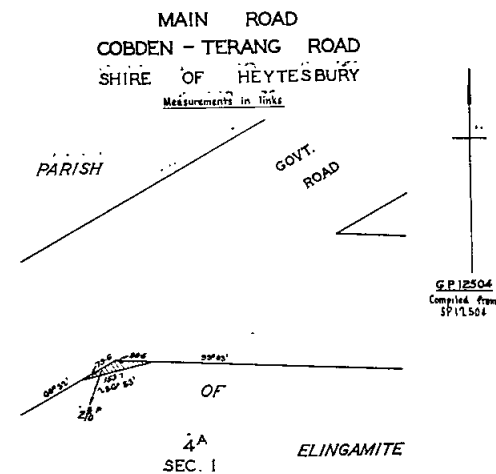 MAIN ROAD
COBDEN - TERANG ROAD
SHIRE OF HEYTESBURY
Measurements in links
PARISH
GOVT.
ROAD
G.P.12504
Compiled from
SP12504
OF
4A
SEC. 1
ELINGAMITE